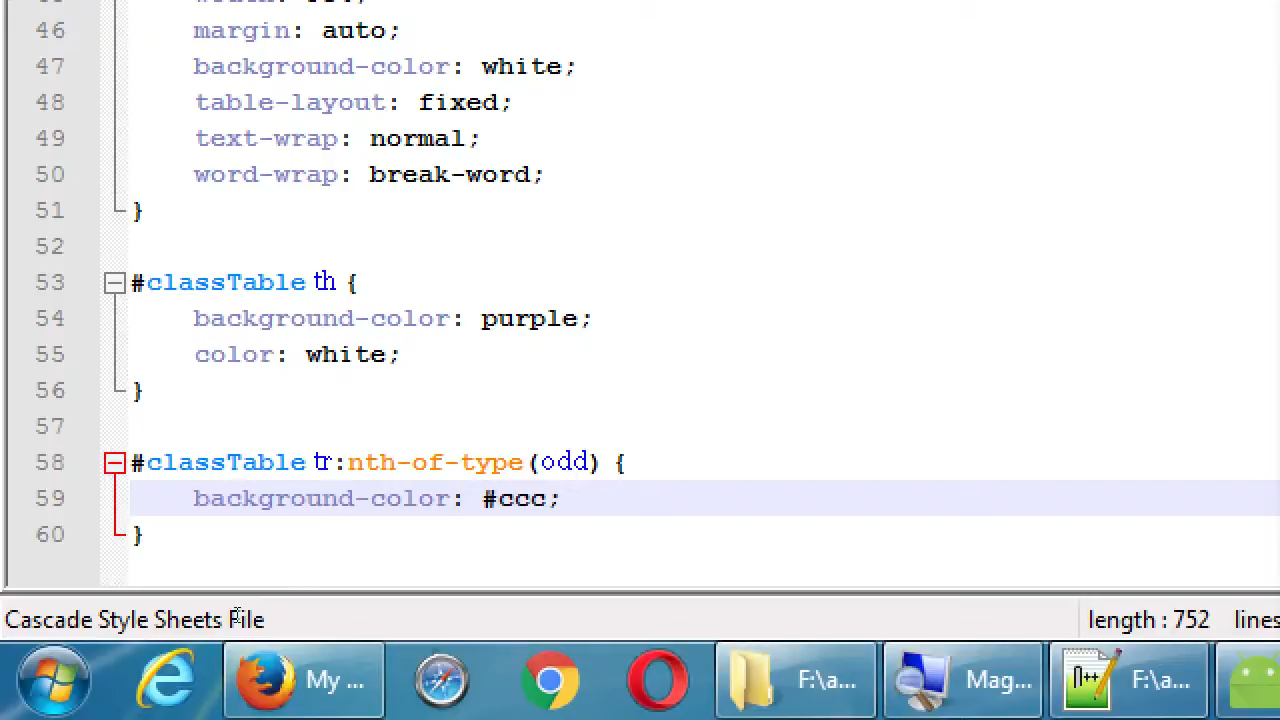 46 margin: auto;
47 background-color: white;
48 table-layout: fixed;
49 text-wrap: normal;
50 word-wrap: break-word;
51 }
52
53 #classTable th {
54 background-color: purple;
55 color: white;
56 }
57
58 #classTable tr:nth-of-type(odd) {
59 background-color: #ccc;
60 }
Cascade Style Sheets File length : 752 lines
My ... F:\a... Mag... F:\a...